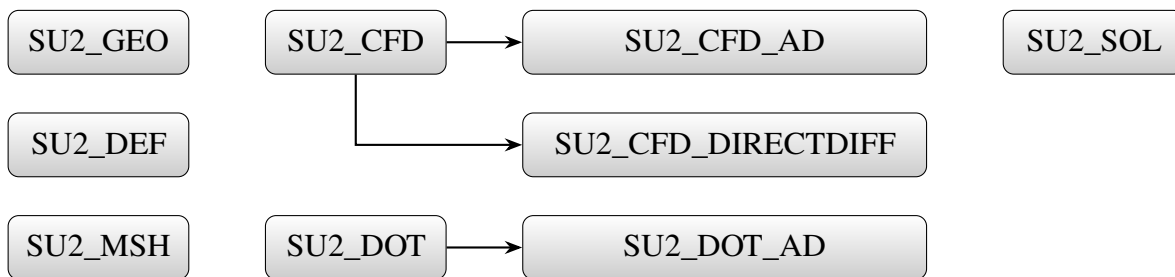 SU2_GEO
SU2_CFD
SU2_CFD_AD
SU2_SOL
SU2_DEF
SU2_CFD_DIRECTDIFF
SU2_MSH
SU2_DOT
SU2_DOT_AD